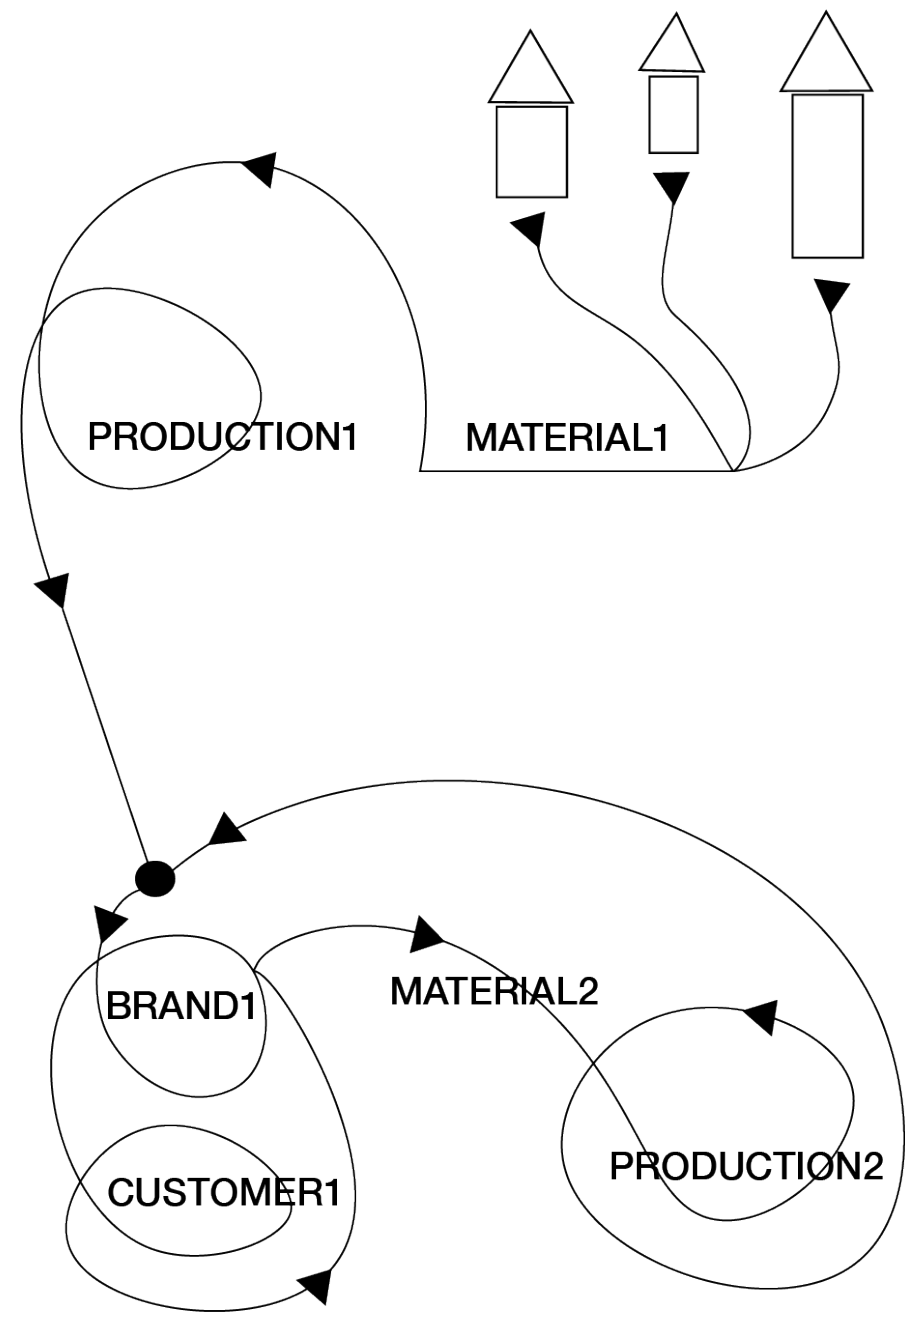 PRODUCTION1
MATERIAL1
MATERIAL2
BRAND1
PRODUCTION2
CUSTOMER1